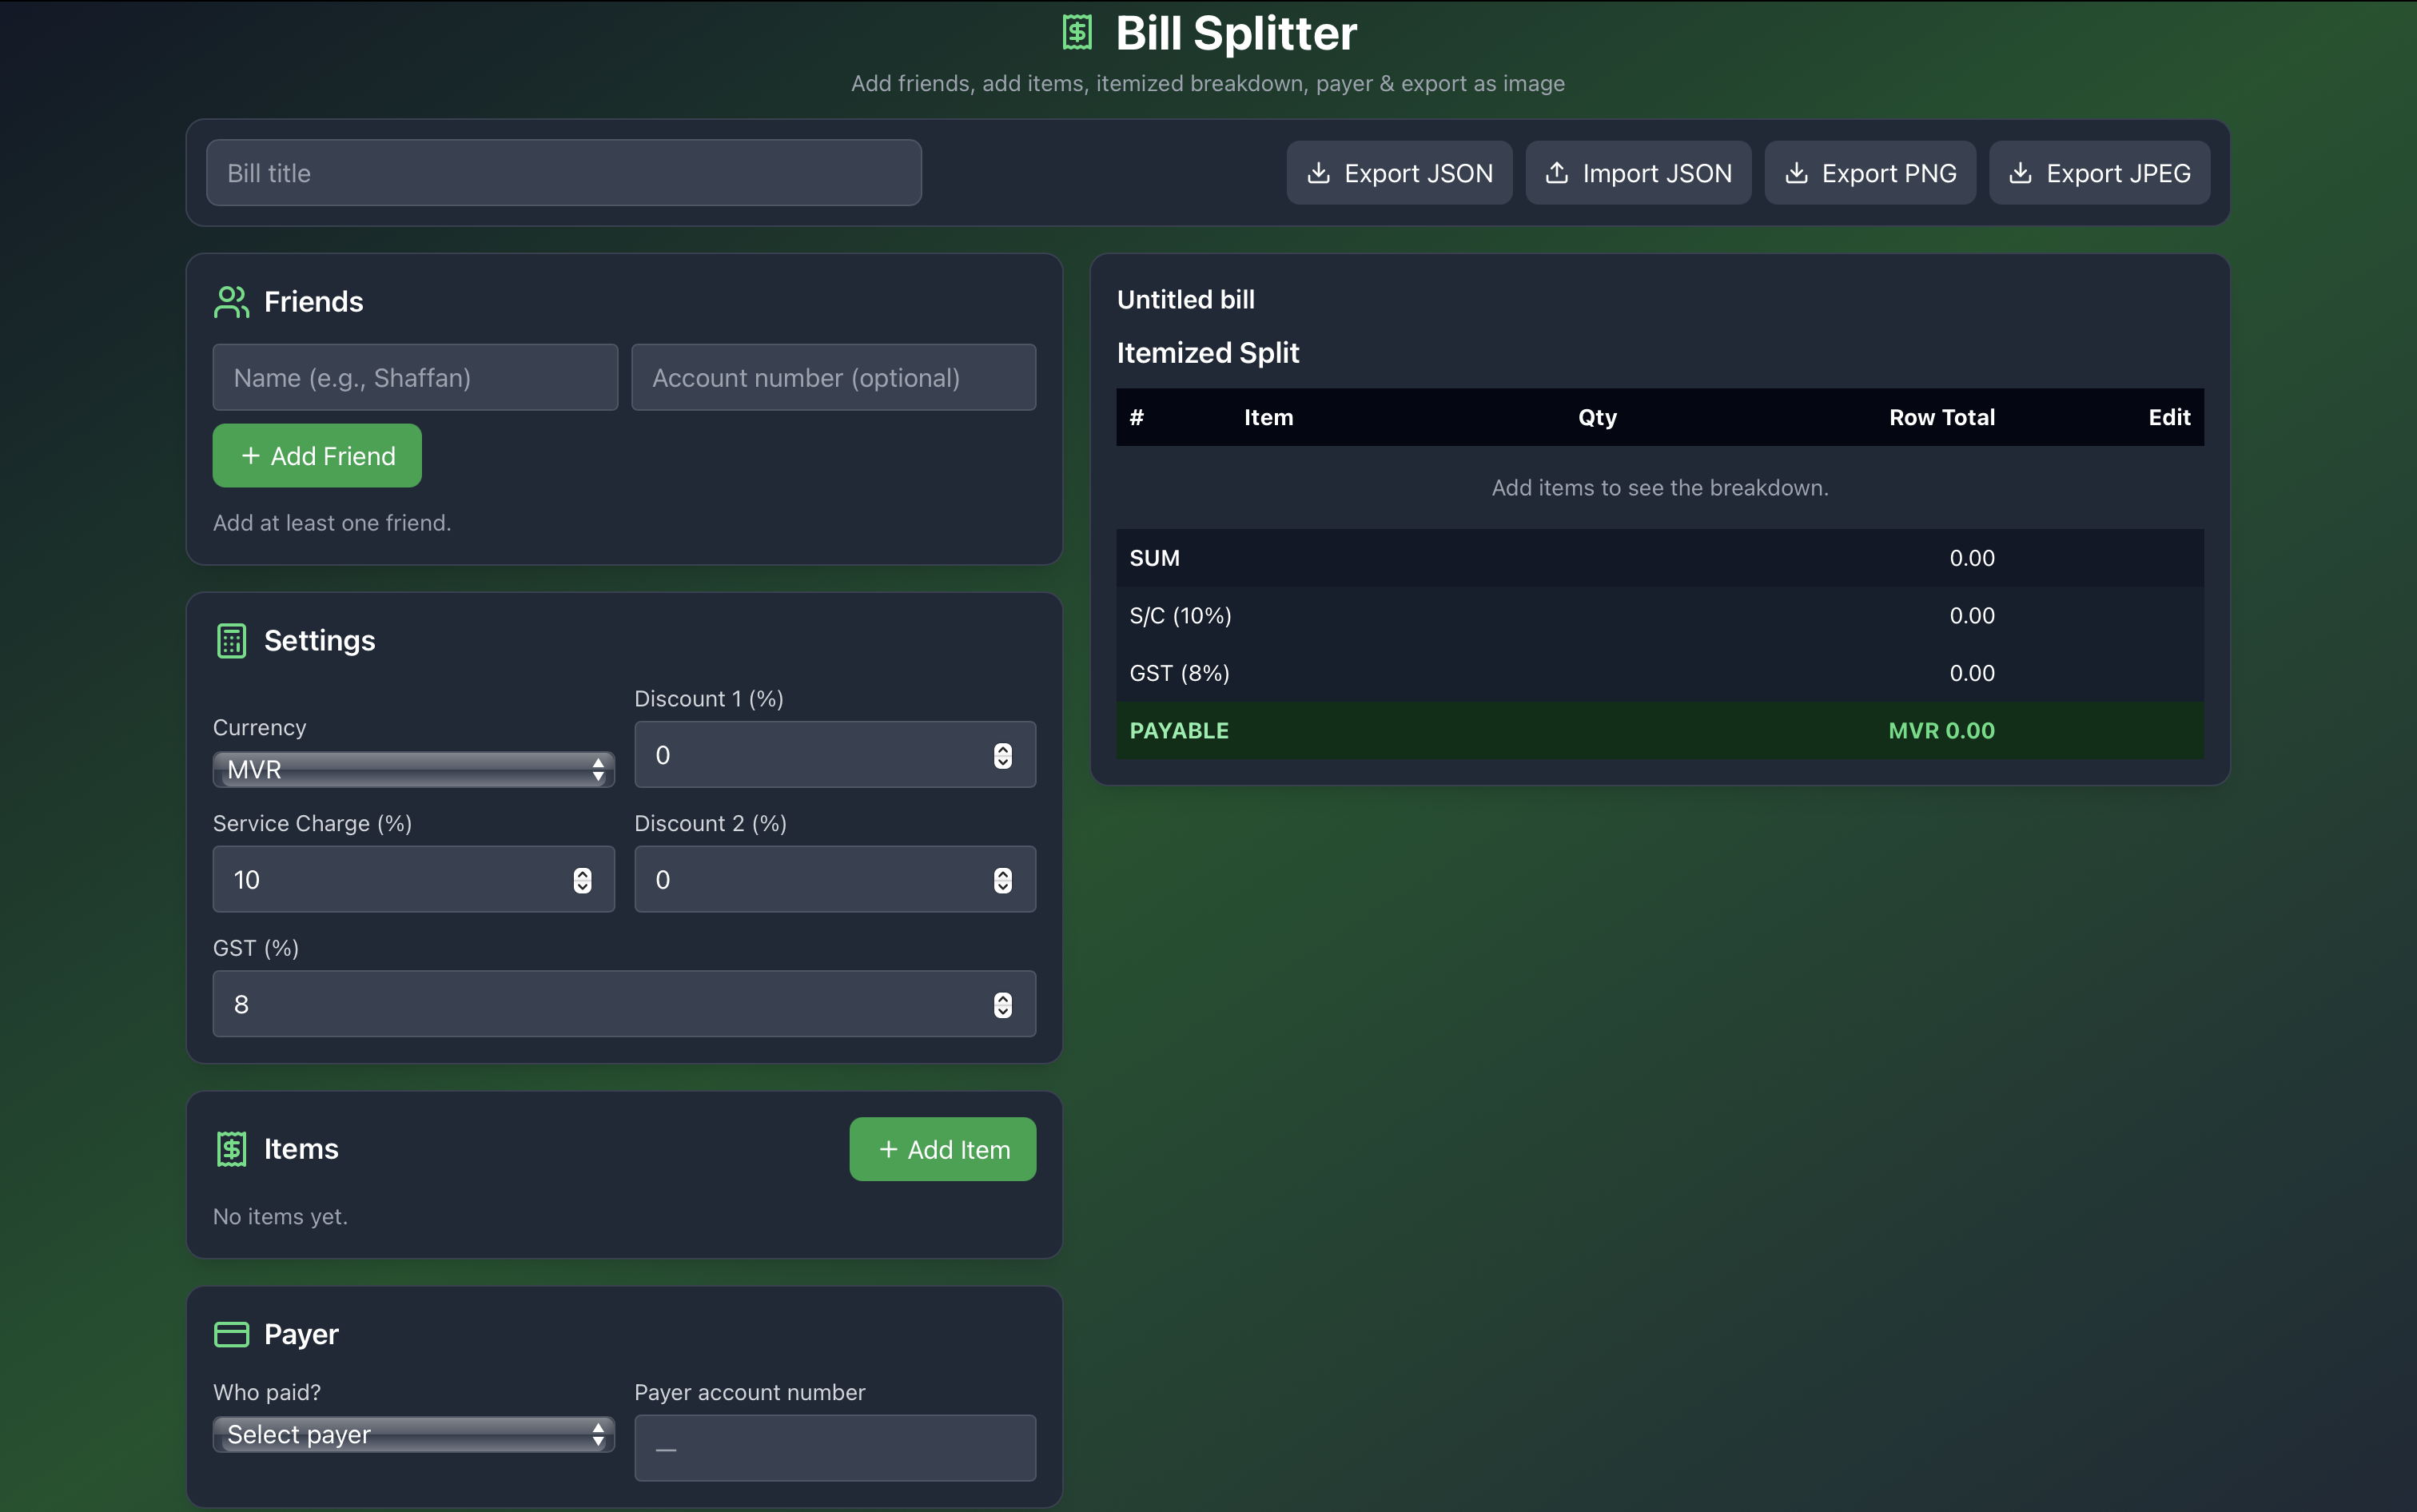 Bill Splitter
Add friends, add items, itemized breakdown, payer & export as image
Bill title
Export JSON
Import JSON
Export PNG
Export JPEG
Friends
Name (e.g., Shaffan)
Account number (optional)
+ Add Friend
Add at least one friend.
Settings
Currency
MVR
Discount 1 (%)
0
Service Charge (%)
10
Discount 2 (%)
0
GST (%)
8
Items
+ Add Item
No items yet.
Payer
Who paid?
Select payer
Payer account number
—
Untitled bill
Itemized Split
# Item Qty Row Total Edit
Add items to see the breakdown.
SUM 0.00
S/C (10%) 0.00
GST (8%) 0.00
PAYABLE MVR 0.00